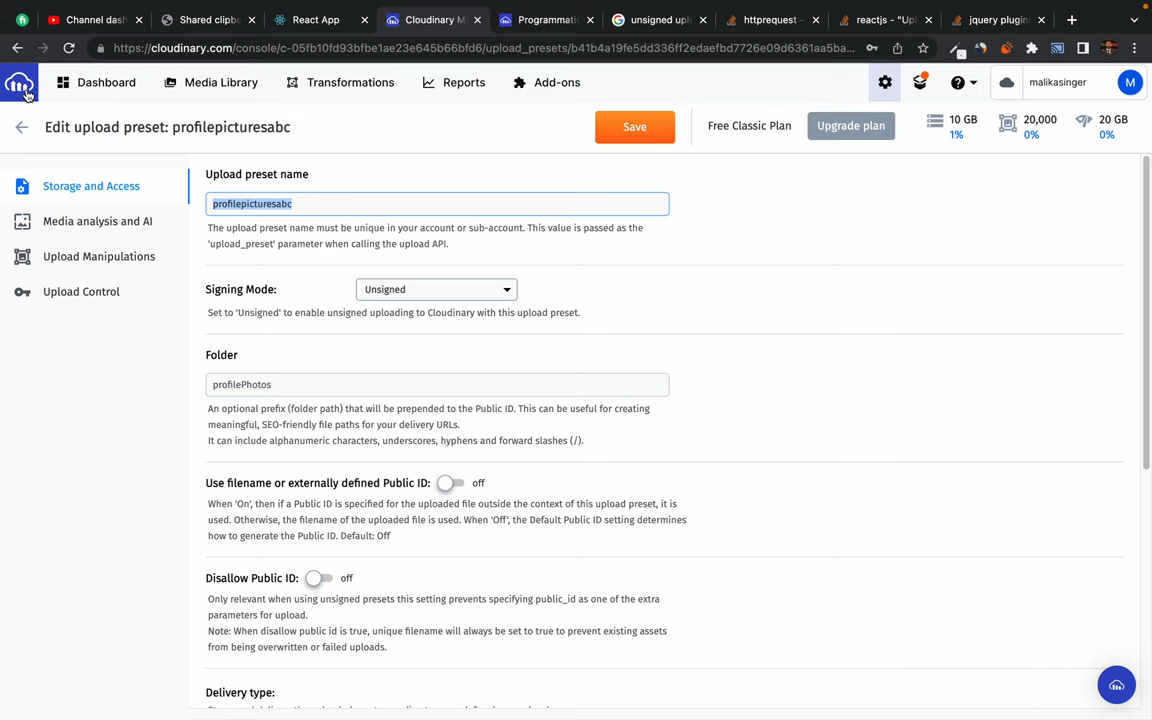 Channel dash
Shared clipb
React App
Cloudinary M
Programmatic
unsigned uplo
httprequest -
reactjs - "Upl
jquery plugin
https://cloudinary.com/console/c-05fb10fd93bfbe1ae23e645b66bfd6/upload_presets/b41b4a19fe5dd336ff2edaefbd7726e09d6361aa5ba...
Dashboard
Media Library
Transformations
Reports
Add-ons
malikasinger
M
Edit upload preset: profilepicturesabc
Save
Free Classic Plan
Upgrade plan
10 GB
1%
20,000
0%
20 GB
0%
Storage and Access
Media analysis and AI
Upload Manipulations
Upload Control
Upload preset name
profilepicturesabc
The upload preset name must be unique in your account or sub-account. This value is passed as the
'upload_preset' parameter when calling the upload API.
Signing Mode:
Unsigned
Set to 'Unsigned' to enable unsigned uploading to Cloudinary with this upload preset.
Folder
profilePhotos
An optional prefix (folder path) that will be prepended to the Public ID. This can be useful for creating
meaningful, SEO-friendly file paths for your delivery URLs.
It can include alphanumeric characters, underscores, hyphens and forward slashes (/).
Use filename or externally defined Public ID:
off
When 'On', then if a Public ID is specified for the uploaded file outside the context of this upload preset, it is
used. Otherwise, the filename of the uploaded file is used. When 'Off', the Default Public ID setting determines
how to generate the Public ID. Default: Off
Disallow Public ID:
off
Only relevant when using unsigned presets this setting prevents specifying public_id as one of the extra
parameters for upload.
Note: When disallow public id is true, unique filename will always be set to true to prevent existing assets
from being overwritten or failed uploads.
Delivery type: